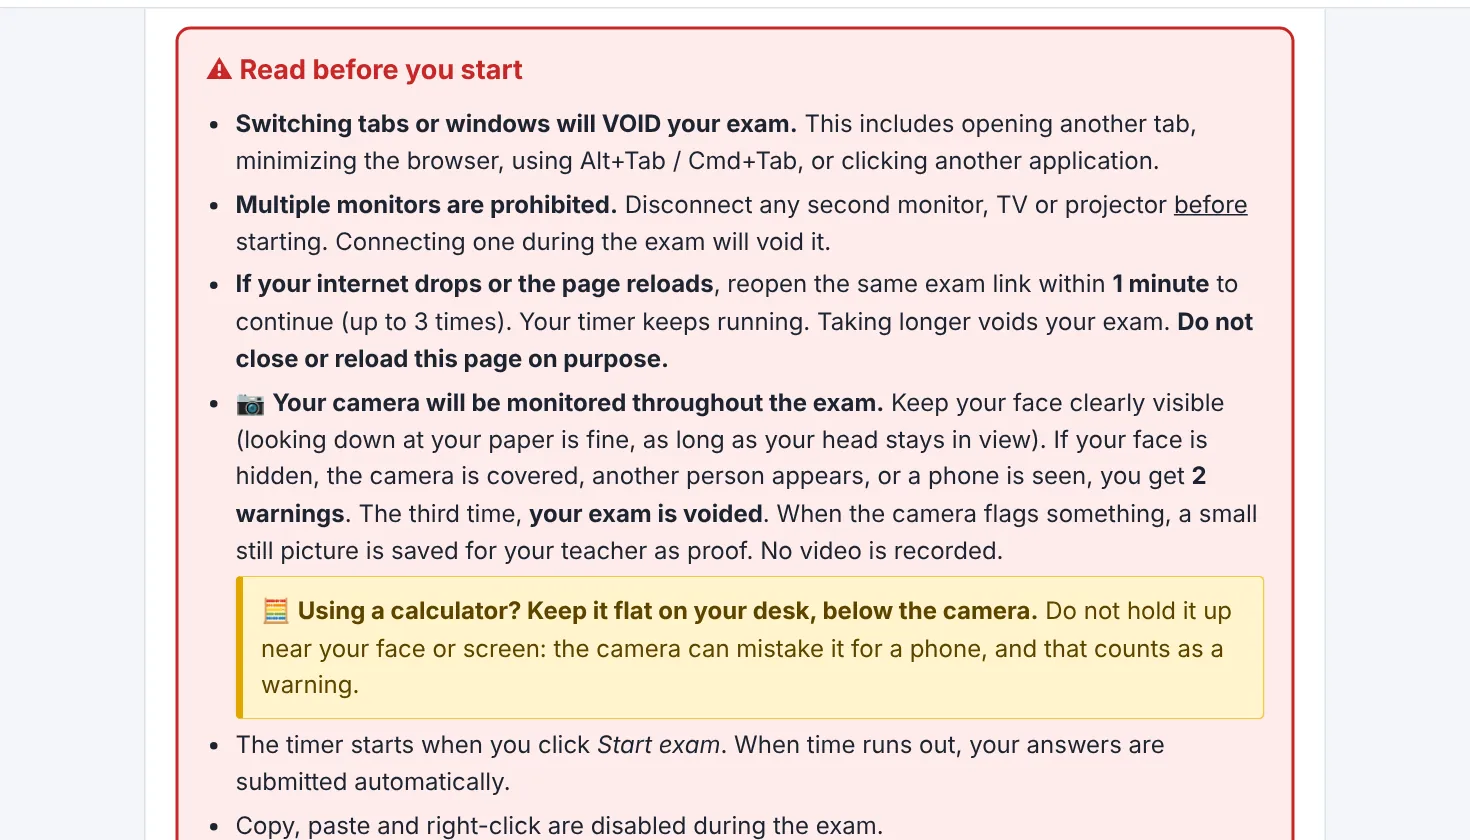 Read before you start
Switching tabs or windows will VOID your exam. This includes opening another tab,
minimizing the browser, using Alt+Tab / Cmd+Tab, or clicking another application.
Multiple monitors are prohibited. Disconnect any second monitor, TV or projector before
starting. Connecting one during the exam will void it.
If your internet drops or the page reloads, reopen the same exam link within 1 minute to
continue (up to 3 times). Your timer keeps running. Taking longer voids your exam. Do not
close or reload this page on purpose.
Your camera will be monitored throughout the exam. Keep your face clearly visible
(looking down at your paper is fine, as long as your head stays in view). If your face is
hidden, the camera is covered, another person appears, or a phone is seen, you get 2
warnings. The third time, your exam is voided. When the camera flags something, a small
still picture is saved for your teacher as proof. No video is recorded.
Using a calculator? Keep it flat on your desk, below the camera. Do not hold it up
near your face or screen: the camera can mistake it for a phone, and that counts as a
warning.
The timer starts when you click Start exam. When time runs out, your answers are
submitted automatically.
Copy, paste and right-click are disabled during the exam.